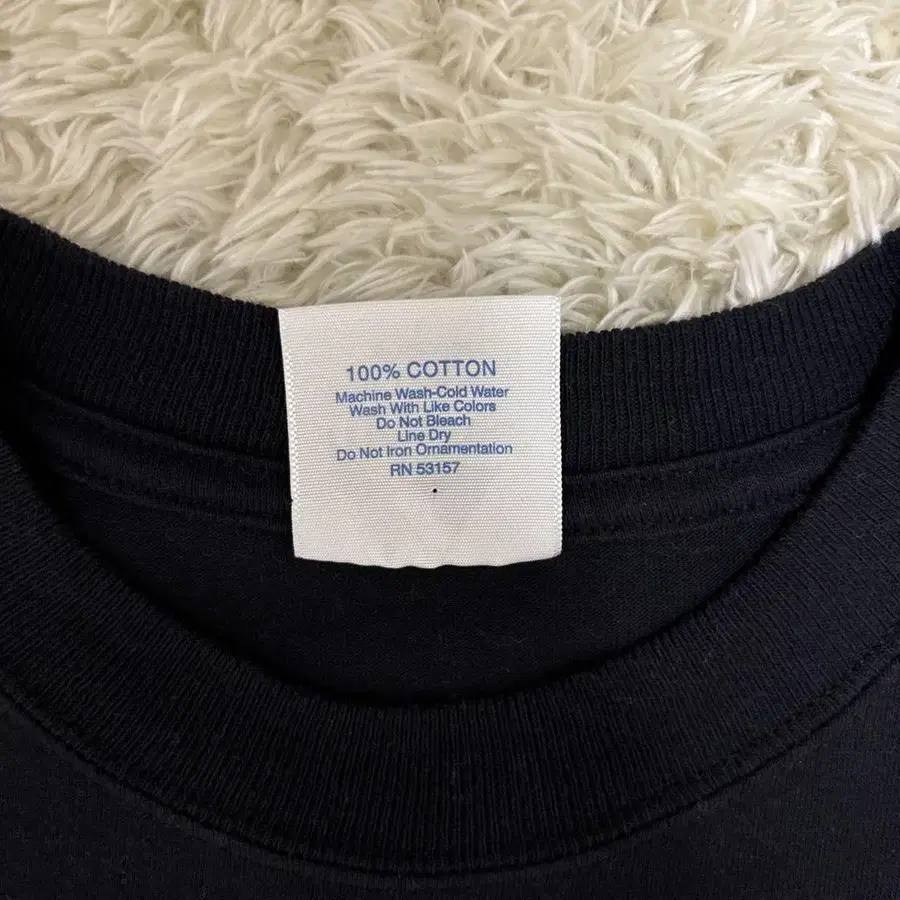 100% COTTON
Machine Wash-Cold Water
Wash With Like Colors
Do Not Bleach
Line Dry
Do Not Iron Ornamentation
RN 53157